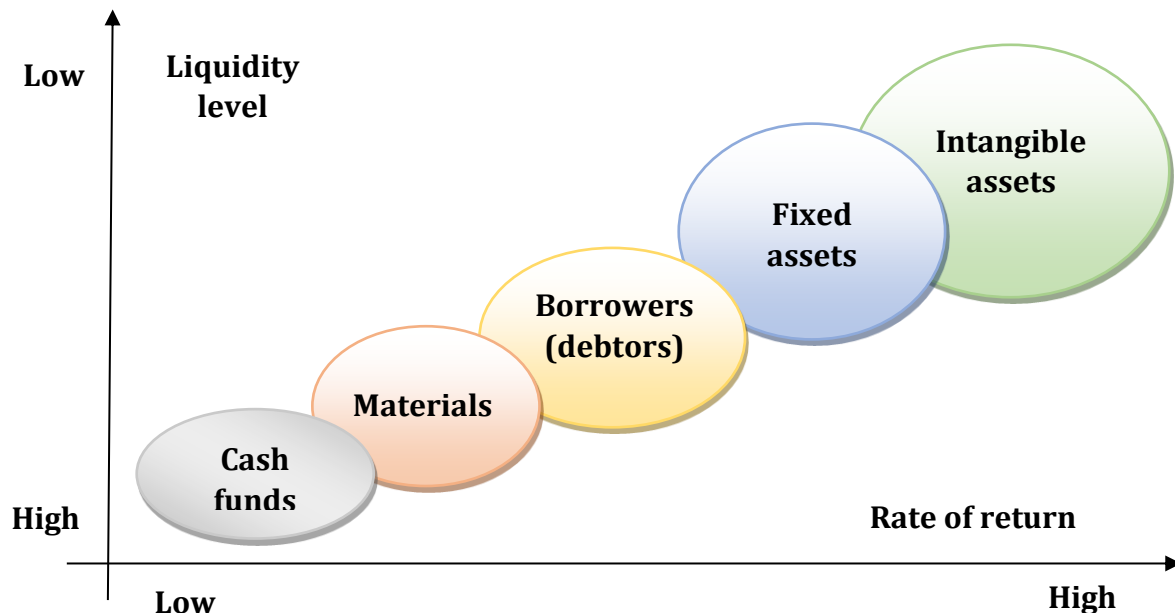 Low
Liquidity
level
Intangible
assets
Fixed
assets
Borrowers
(debtors)
Materials
Cash
funds
High
Rate of return
Low
High